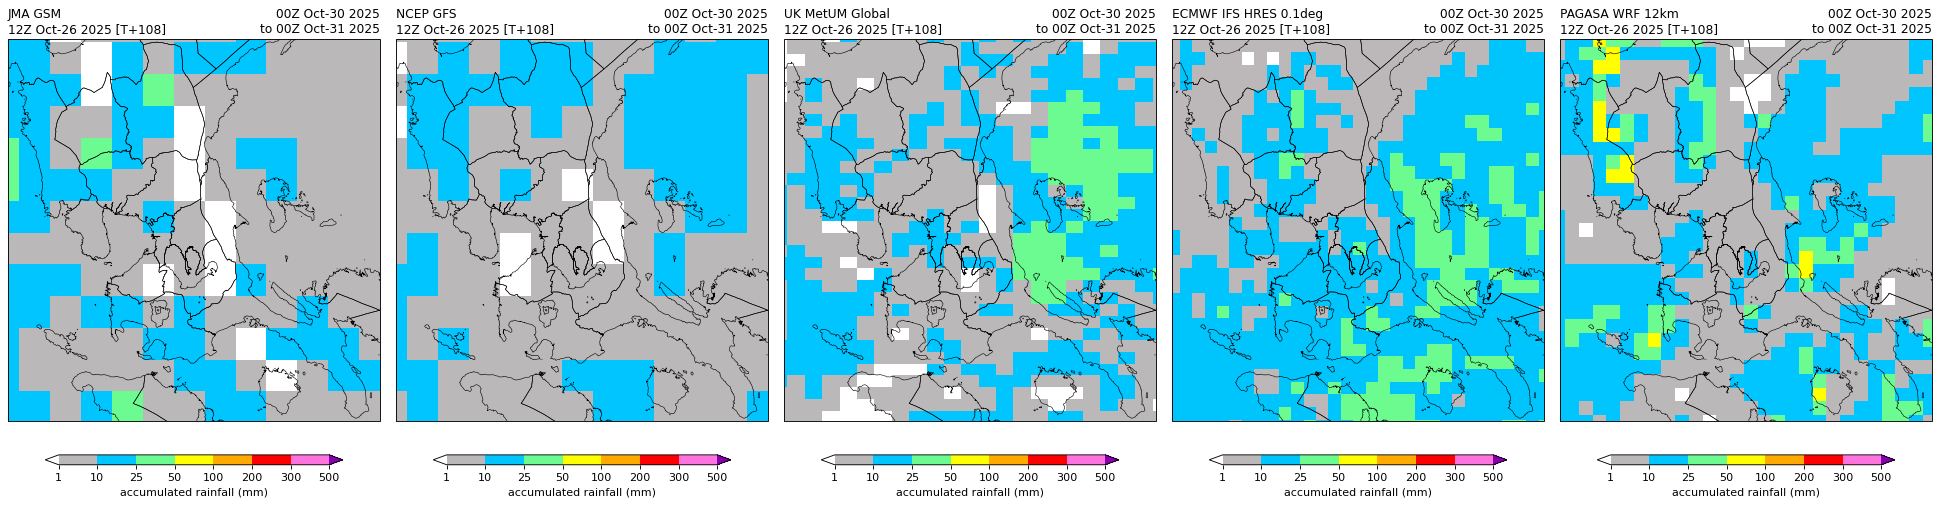 JMA GSM
00Z Oct-30 2025
12Z Oct-26 2025 [T+108]
to 00Z Oct-31 2025
NCEP GFS
00Z Oct-30 2025
12Z Oct-26 2025 [T+108]
to 00Z Oct-31 2025
UK MetUM Global
00Z Oct-30 2025
12Z Oct-26 2025 [T+108]
to 00Z Oct-31 2025
ECMWF IFS HRES 0.1deg
00Z Oct-30 2025
12Z Oct-26 2025 [T+108]
to 00Z Oct-31 2025
PAGASA WRF 12km
00Z Oct-30 2025
12Z Oct-26 2025 [T+108]
to 00Z Oct-31 2025
1 10 25 50 100 200 300 500
accumulated rainfall (mm)
1 10 25 50 100 200 300 500
accumulated rainfall (mm)
1 10 25 50 100 200 300 500
accumulated rainfall (mm)
1 10 25 50 100 200 300 500
accumulated rainfall (mm)
1 10 25 50 100 200 300 500
accumulated rainfall (mm)